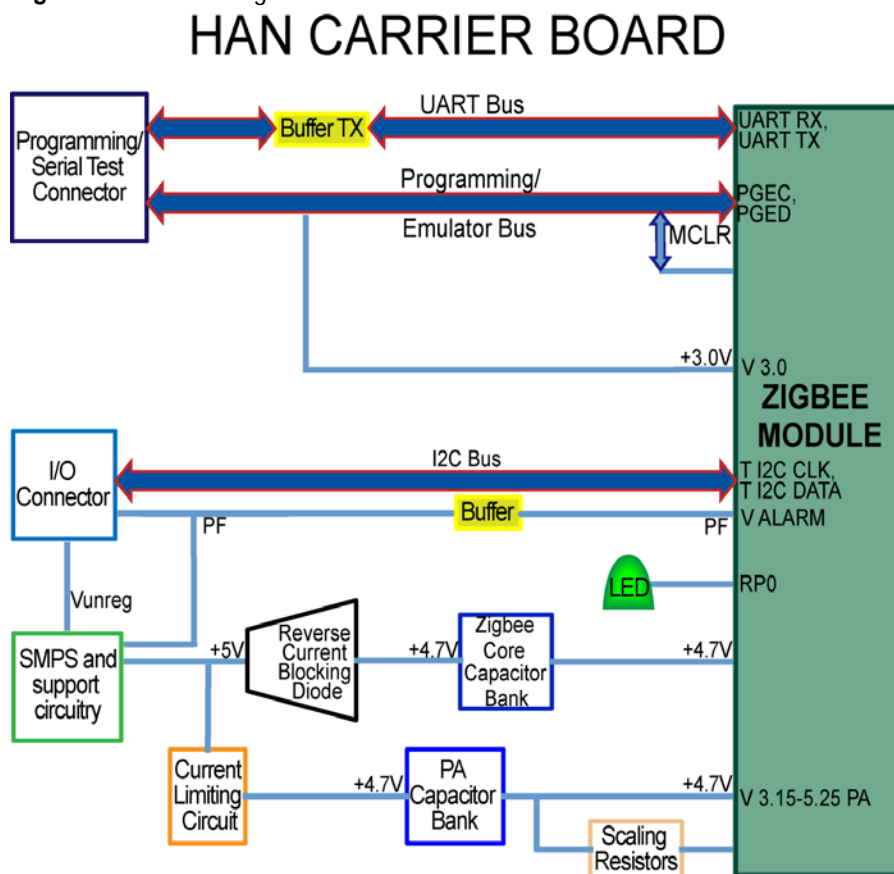 HAN CARRIER BOARD
Programming/
Serial Test
Connector
Buffer TX
UART Bus
UART RX,
UART TX
Programming/
Emulator Bus
PGEC,
PGED
MCLR
+3.0V
V 3.0
ZIGBEE
MODULE
I/O
Connector
I2C Bus
T I2C CLK,
T I2C DATA
PF
Buffer
PF
V ALARM
LED
RP0
Vunreg
SMPS and
support
circuitry
+5V
Reverse
Current
Blocking
Diode
+4.7V
Zigbee
Core
Capacitor
Bank
+4.7V
Current
Limiting
Circuit
+4.7V
PA
Capacitor
Bank
+4.7V
V 3.15-5.25 PA
Scaling
Resistors